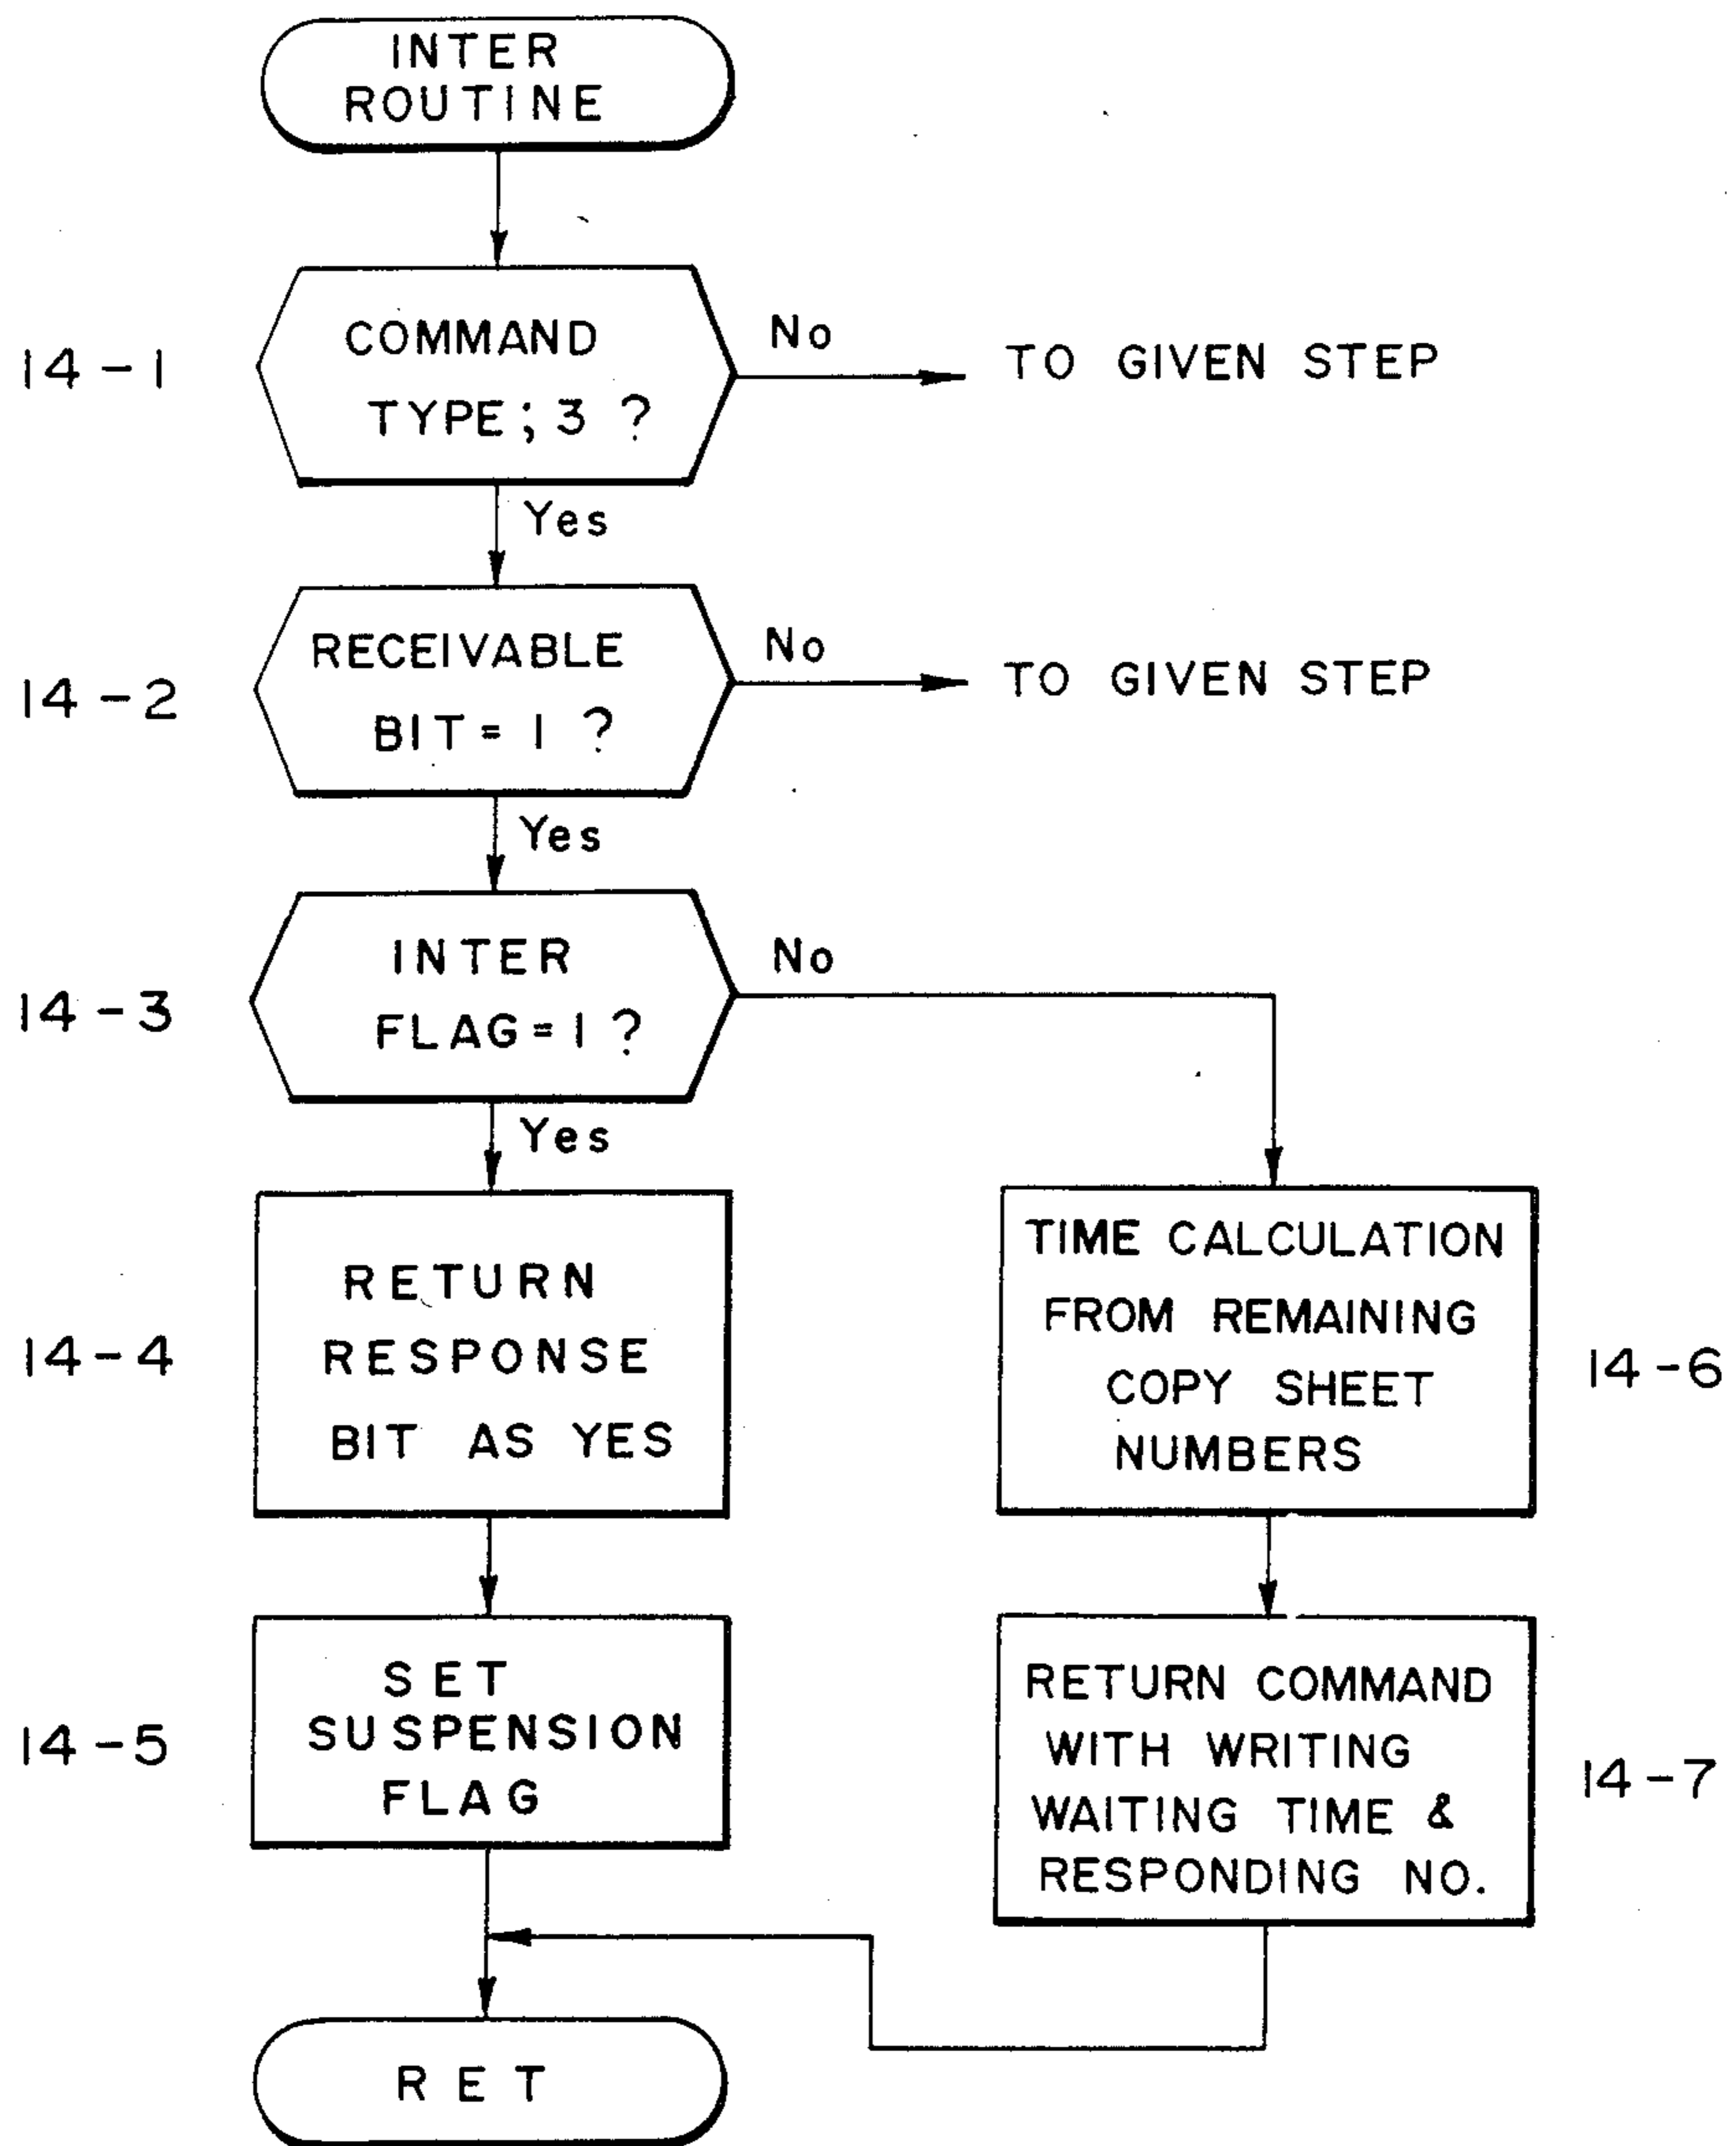 INTER
ROUTINE
14-1
COMMAND
TYPE; 3 ?
No
TO GIVEN STEP
Yes
14-2
RECEIVABLE
BIT = 1 ?
No
TO GIVEN STEP
Yes
14-3
INTER
FLAG = 1 ?
No
Yes
14-4
RETURN
RESPONSE
BIT AS YES
TIME CALCULATION
FROM REMAINING
COPY SHEET
NUMBERS
14-6
14-5
SET
SUSPENSION
FLAG
RETURN COMMAND
WITH WRITING
WAITING TIME &
RESPONDING NO.
14-7
RET